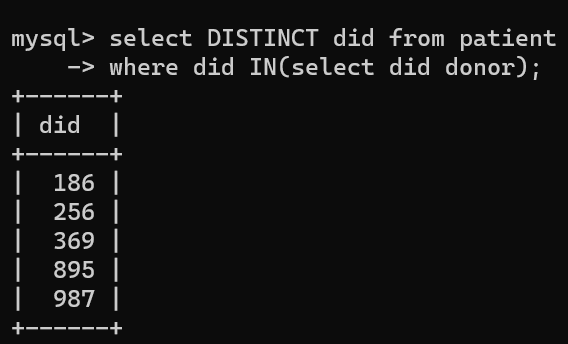 mysql> select DISTINCT did from patient
    -> where did IN(select did donor);
+------+
| did  |
+------+
|  186 |
|  256 |
|  369 |
|  895 |
|  987 |
+------+